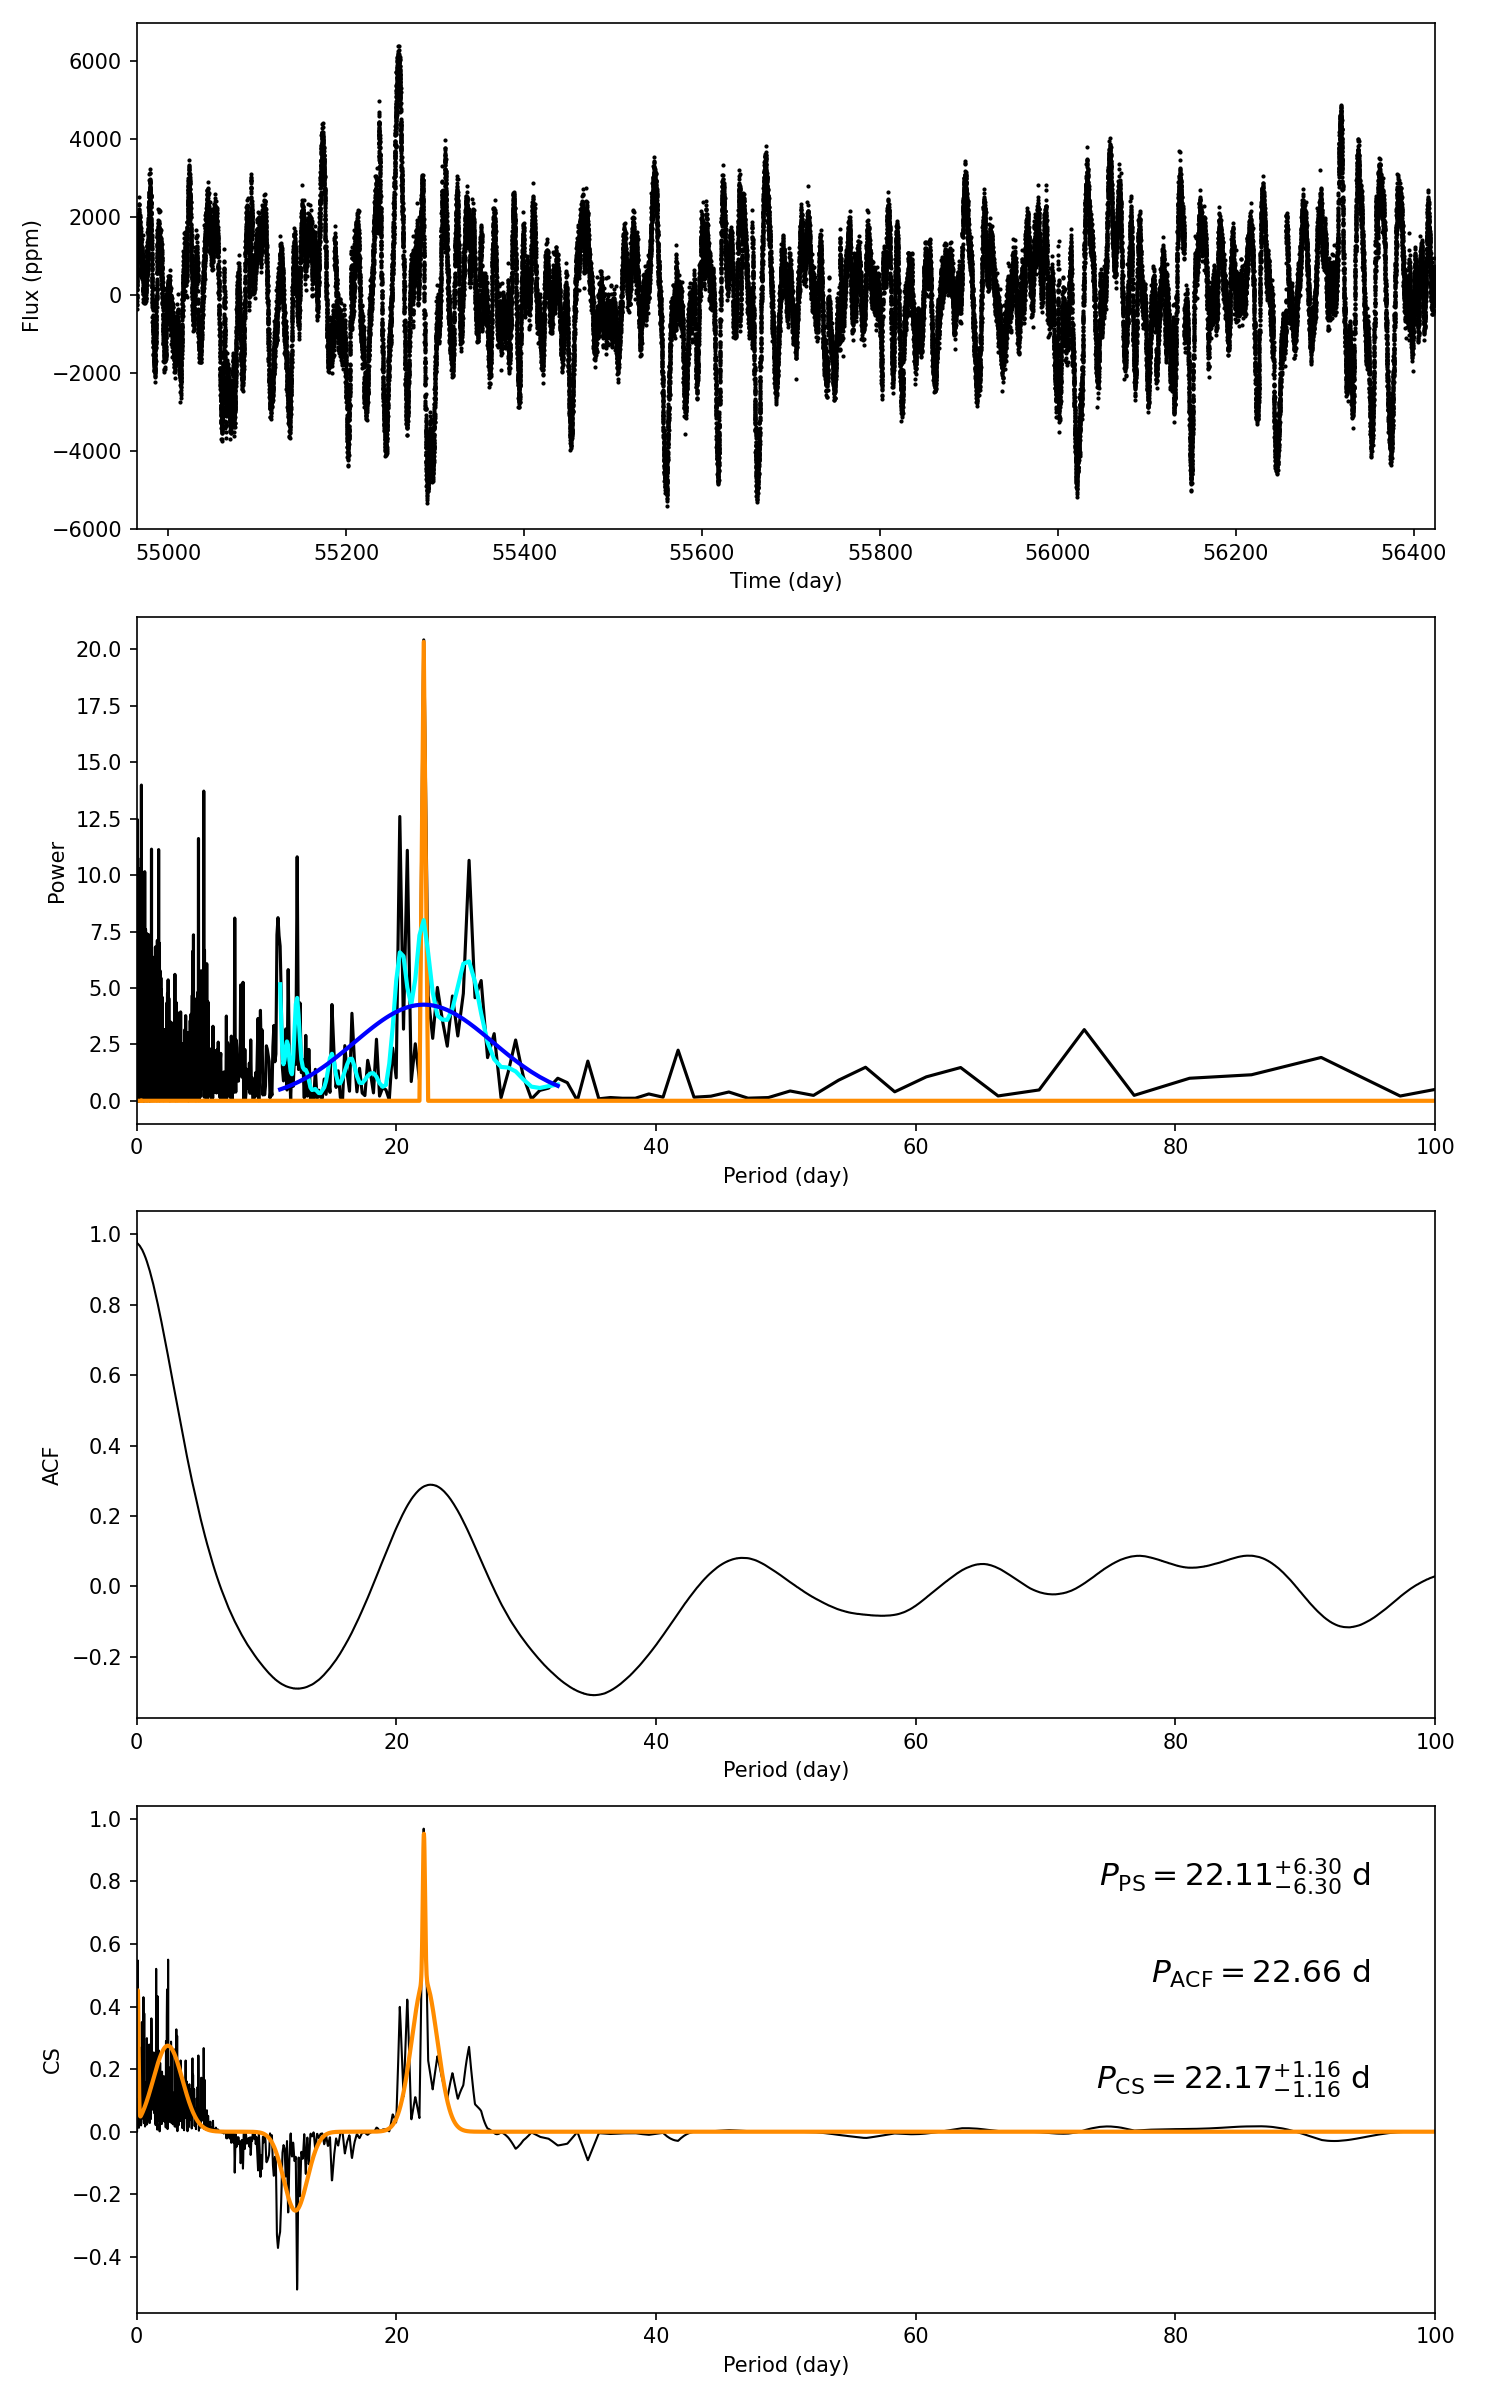 6000
4000
2000
0
−2000
−4000
−6000
Flux (ppm)
55000 55200 55400 55600 55800 56000 56200 56400
Time (day)
20.0
17.5
15.0
12.5
10.0
7.5
5.0
2.5
0.0
Power
0 20 40 60 80 100
Period (day)
1.0
0.8
0.6
0.4
0.2
0.0
−0.2
ACF
0 20 40 60 80 100
Period (day)
1.0
0.8
0.6
0.4
0.2
0.0
−0.2
−0.4
CS
P_PS = 22.11 +6.30 −6.30 d
P_ACF = 22.66 d
P_CS = 22.17 +1.16 −1.16 d
0 20 40 60 80 100
Period (day)